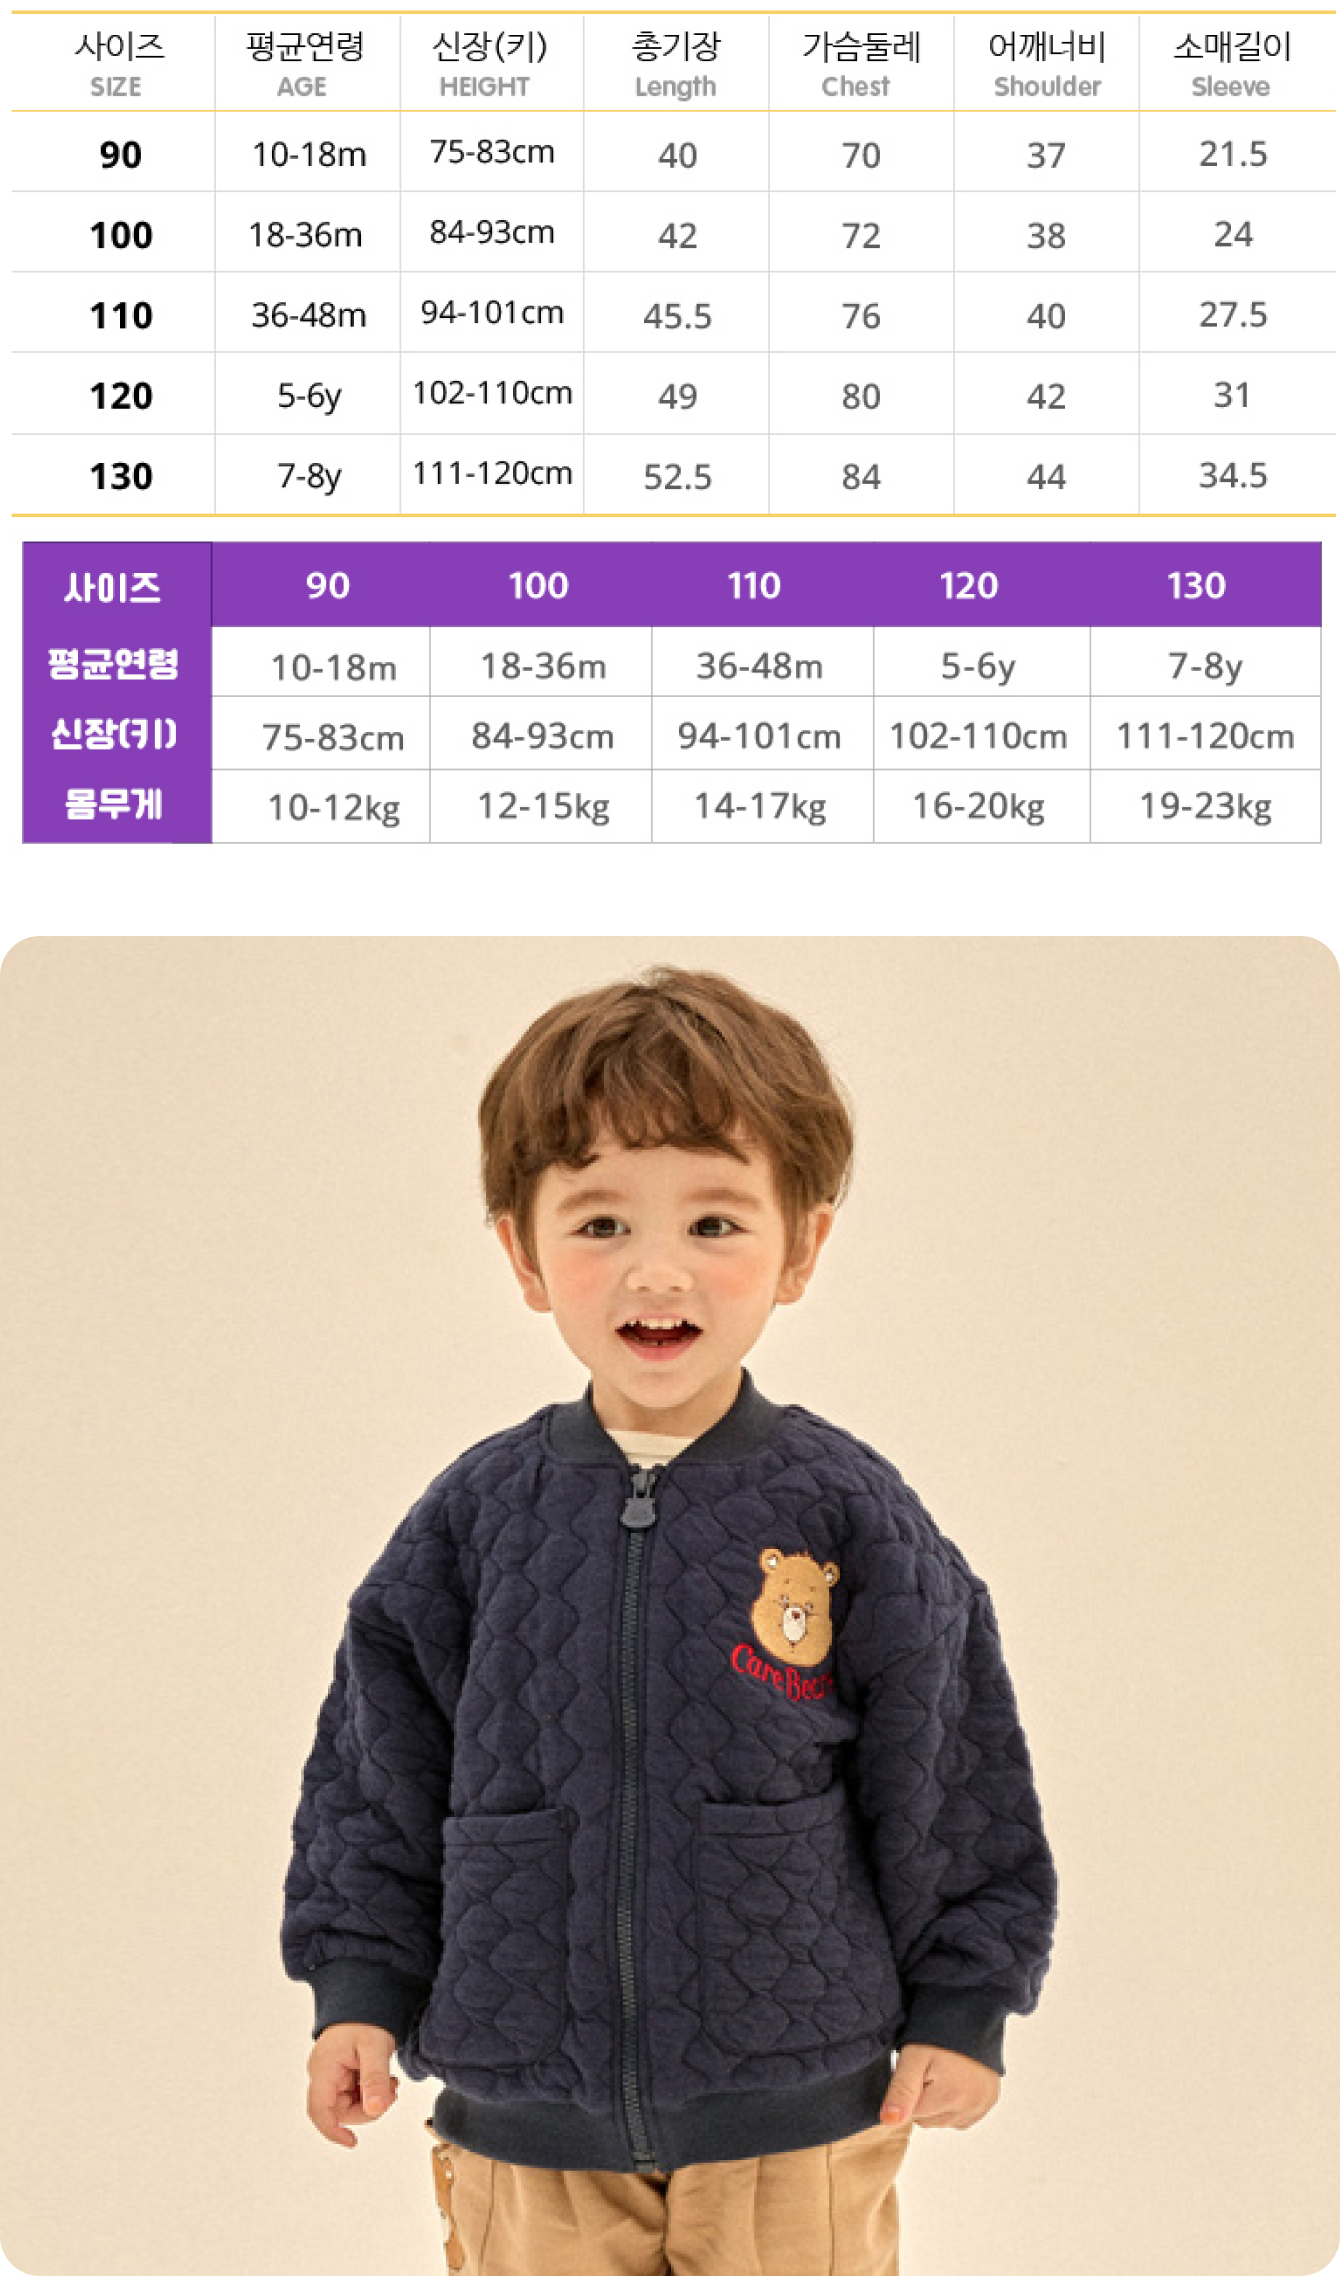 사이즈 평균연령 신장(키) 총기장 가슴둘레 어깨너비 소매길이
SIZE AGE HEIGHT Length Chest Shoulder Sleeve
90 10-18m 75-83cm 40 70 37 21.5
100 18-36m 84-93cm 42 72 38 24
110 36-48m 94-101cm 45.5 76 40 27.5
120 5-6y 102-110cm 49 80 42 31
130 7-8y 111-120cm 52.5 84 44 34.5
사이즈 90 100 110 120 130
평균연령 10-18m 18-36m 36-48m 5-6y 7-8y
신장(키) 75-83cm 84-93cm 94-101cm 102-110cm 111-120cm
몸무게 10-12kg 12-15kg 14-17kg 16-20kg 19-23kg
Care